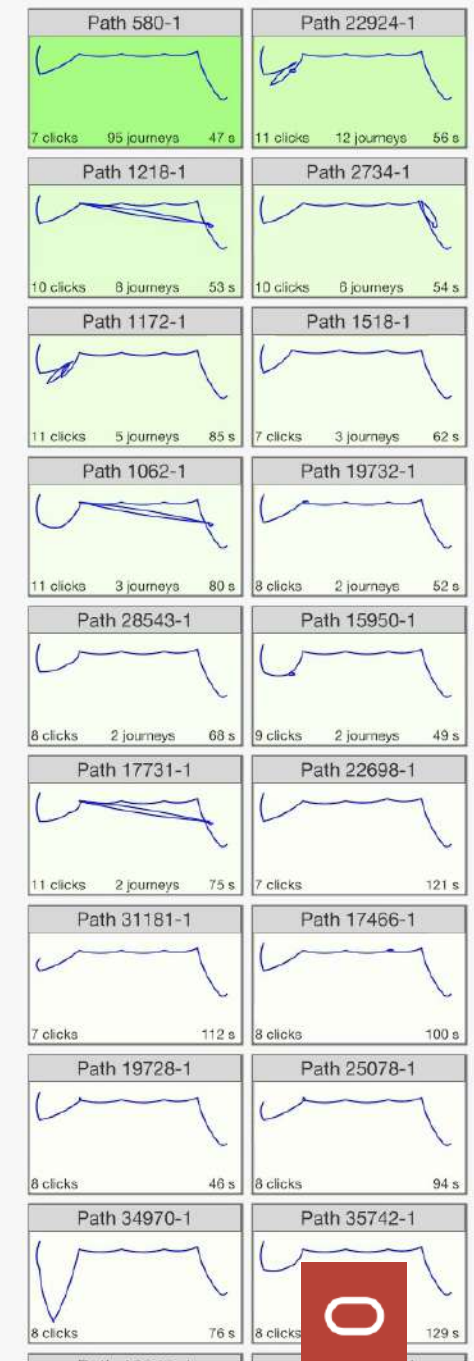 Path 580-1
7 clicks 95 journeys 47 s
Path 22924-1
11 clicks 12 journeys 56 s
Path 1218-1
10 clicks 8 journeys 53 s
Path 2734-1
10 clicks 6 journeys 54 s
Path 1172-1
11 clicks 5 journeys 85 s
Path 1518-1
7 clicks 3 journeys 62 s
Path 1062-1
11 clicks 3 journeys 80 s
Path 19732-1
8 clicks 2 journeys 52 s
Path 28543-1
8 clicks 2 journeys 68 s
Path 15950-1
9 clicks 2 journeys 49 s
Path 17731-1
11 clicks 2 journeys 75 s
Path 22698-1
7 clicks 121 s
Path 31181-1
7 clicks 112 s
Path 17466-1
8 clicks 100 s
Path 19728-1
8 clicks 46 s
Path 25078-1
8 clicks 94 s
Path 34970-1
8 clicks 76 s
Path 35742-1
8 clicks 129 s